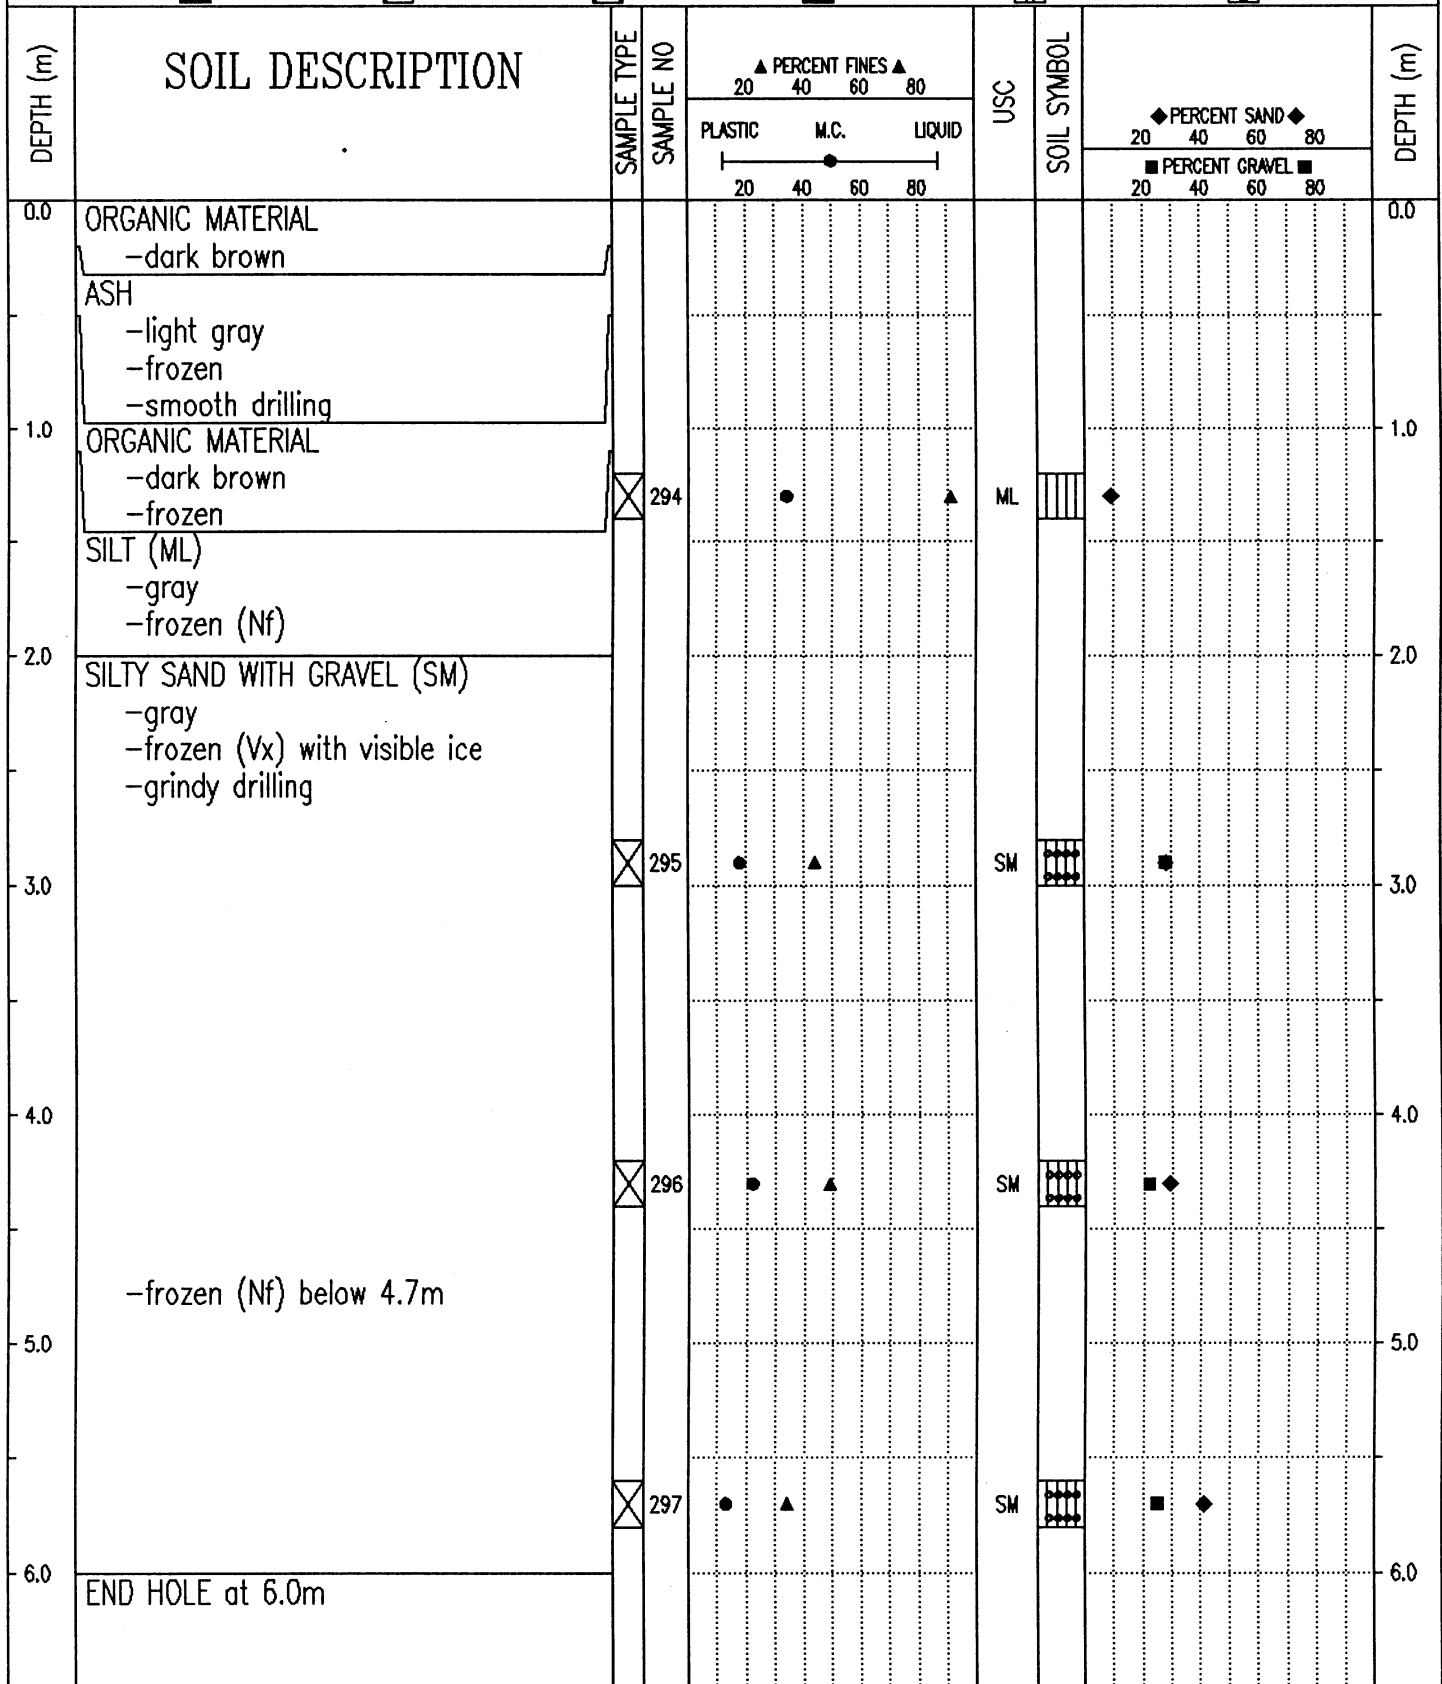 DEPTH (m)
SOIL DESCRIPTION
SAMPLE TYPE
SAMPLE NO
▲ PERCENT FINES ▲
20 40 60 80
PLASTIC M.C. LIQUID
20 40 60 80
USC
SOIL SYMBOL
◆ PERCENT SAND ◆
20 40 60 80
■ PERCENT GRAVEL ■
20 40 60 80
DEPTH (m)
0.0 ORGANIC MATERIAL 0.0
-dark brown
ASH
-light gray
-frozen
-smooth drilling
1.0 ORGANIC MATERIAL 1.0
-dark brown
294 ML
-frozen
SILT (ML)
-gray
-frozen (Nf)
2.0 2.0
SILTY SAND WITH GRAVEL (SM)
-gray
-frozen (Vx) with visible ice
-grindy drilling
295 SM
3.0 3.0
4.0 4.0
296 SM
-frozen (Nf) below 4.7m
5.0 5.0
297 SM
6.0 6.0
END HOLE at 6.0m